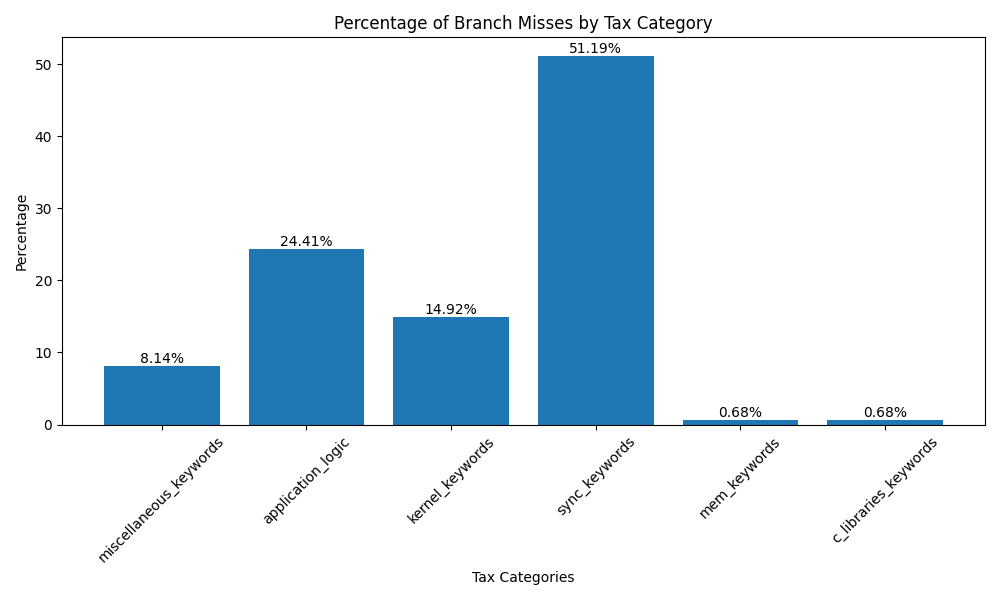 Percentage of Branch Misses by Tax Category
Percentage
50
40
30
20
10
0
8.14%
24.41%
14.92%
51.19%
0.68%
0.68%
miscellaneous_keywords
application_logic
kernel_keywords
sync_keywords
mem_keywords
c_libraries_keywords
Tax Categories